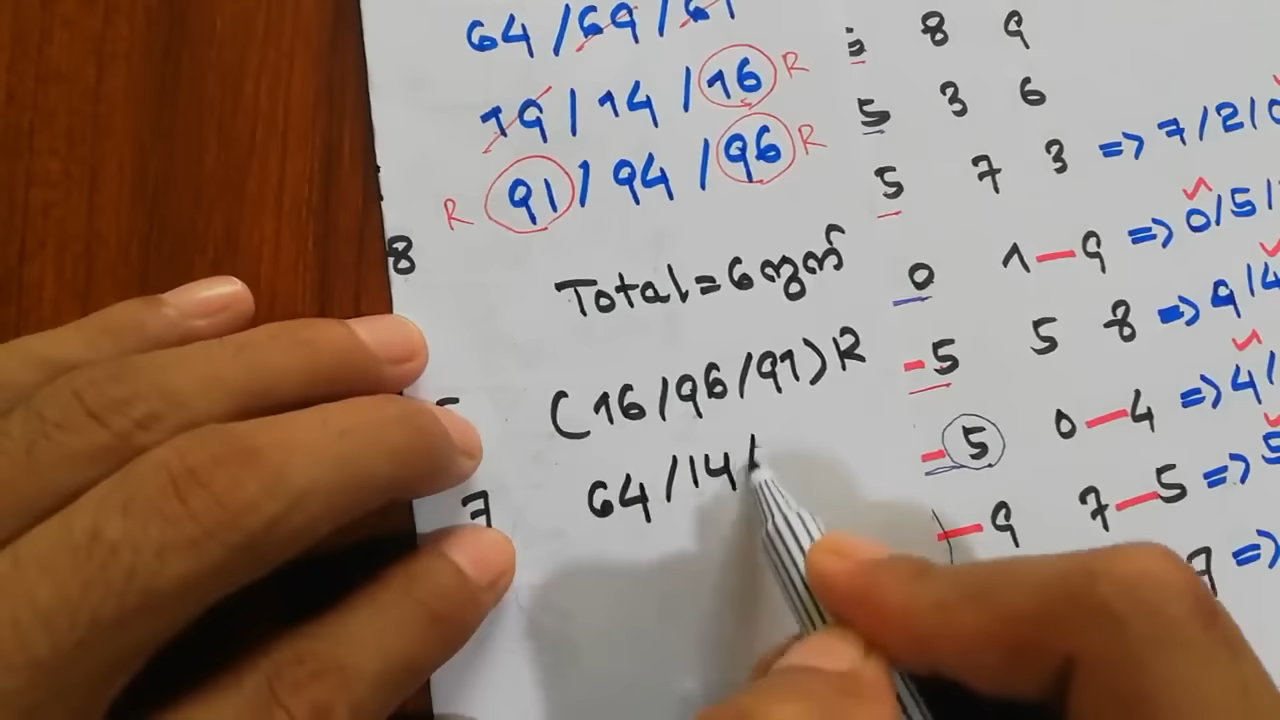 64/69/61
19/14/16 R
R 91/94/96 R
Total = 6 ကွက်
(16/96/91) R
64/14/
8
7
: 8 9
5 3 6
5 7 3 => 7/2/0
0 1-9 => 0/5/
-5 5 8 => 9/4
-5 0-4 => 4/
-9 7-5 => 5
7 =>